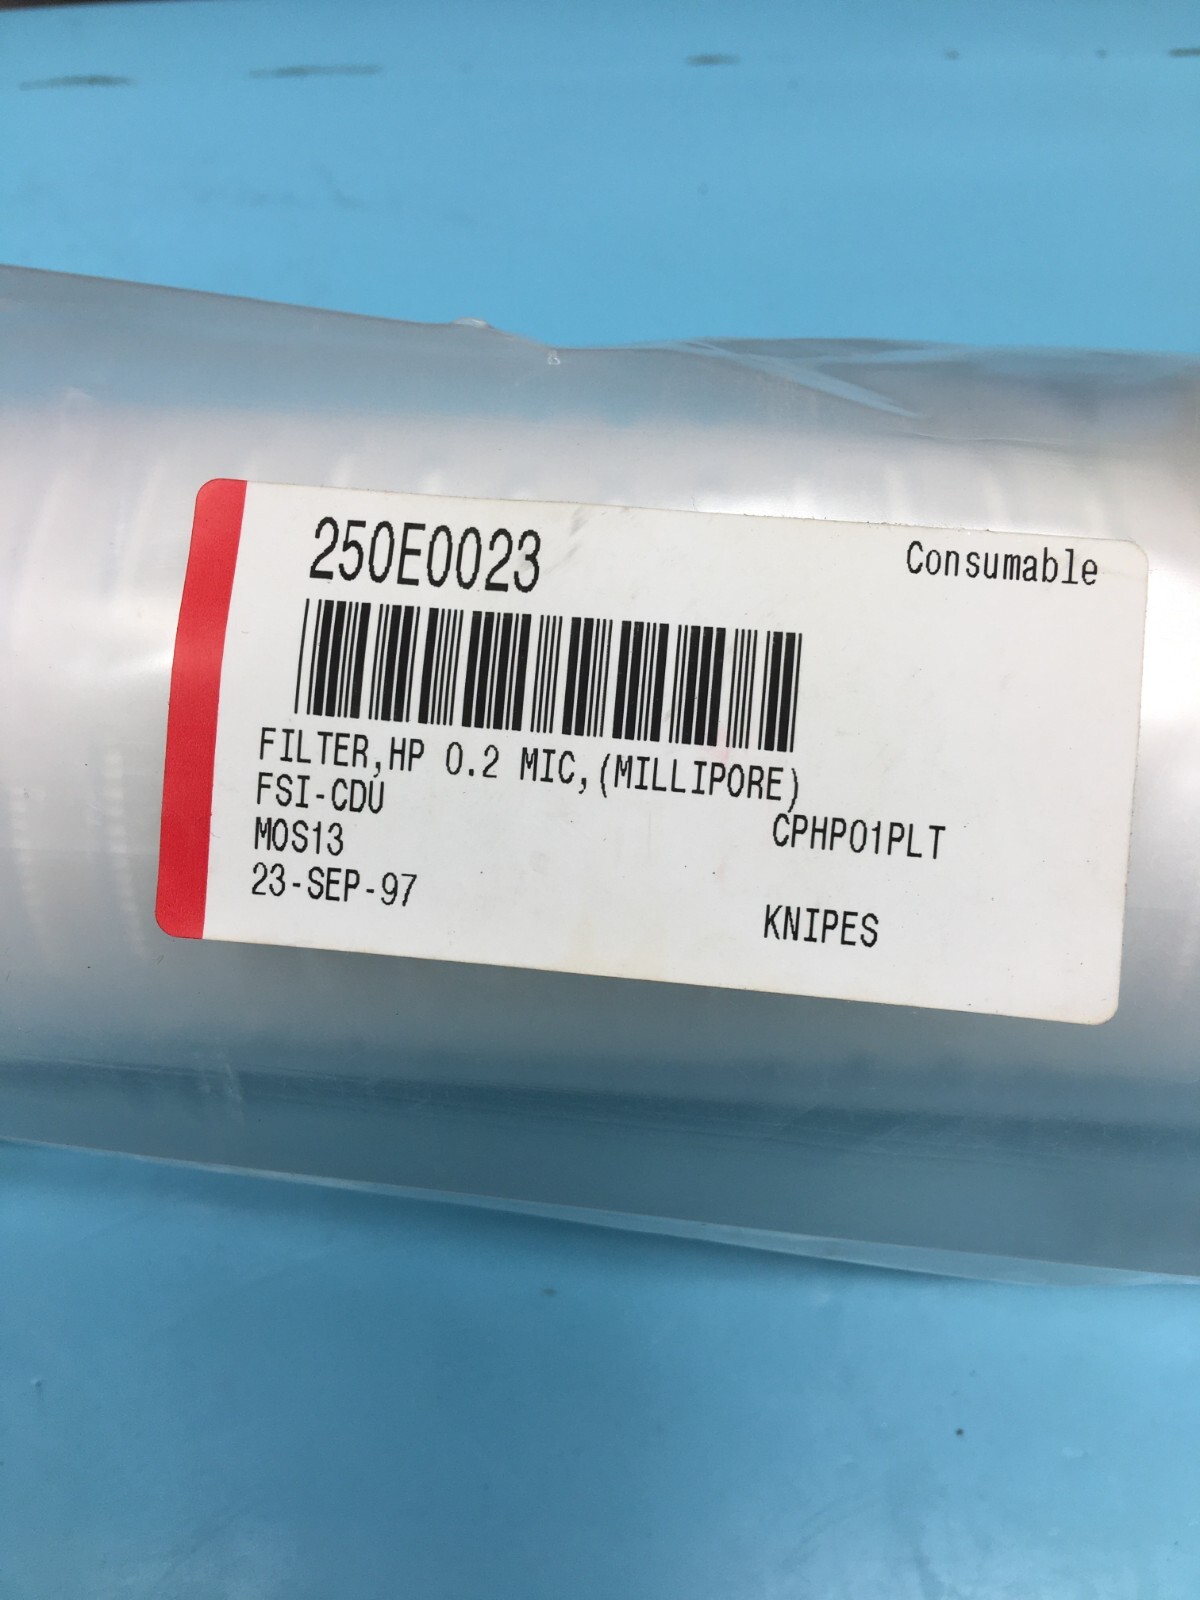 250E0023
Consumable
FILTER,HP 0.2 MIC,(MILLIPORE)
FSI-CDU
CPHP01PLT
MOS13
23-SEP-97
KNIPES